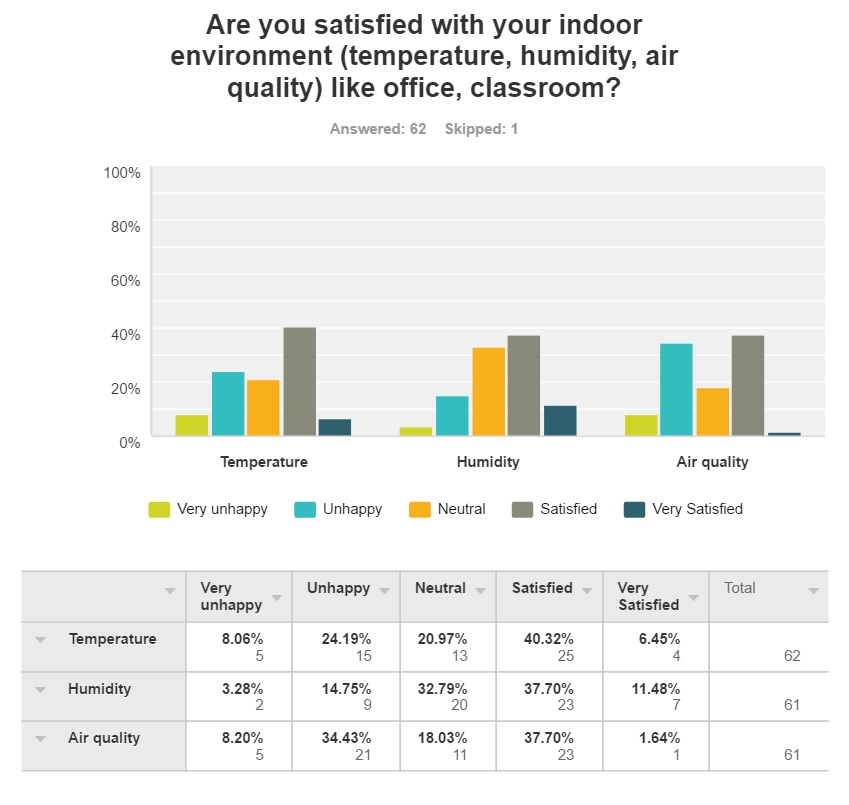 Are you satisfied with your indoor
environment (temperature, humidity, air
quality) like office, classroom?
Answered: 62 Skipped: 1
100%
80%
60%
40%
20%
0%
Temperature Humidity Air quality
Very unhappy Unhappy Neutral Satisfied Very Satisfied
Very unhappy Unhappy Neutral Satisfied Very Satisfied Total
Temperature 8.06% 24.19% 20.97% 40.32% 6.45%
5 15 13 25 4 62
Humidity 3.28% 14.75% 32.79% 37.70% 11.48%
2 9 20 23 7 61
Air quality 8.20% 34.43% 18.03% 37.70% 1.64%
5 21 11 23 1 61